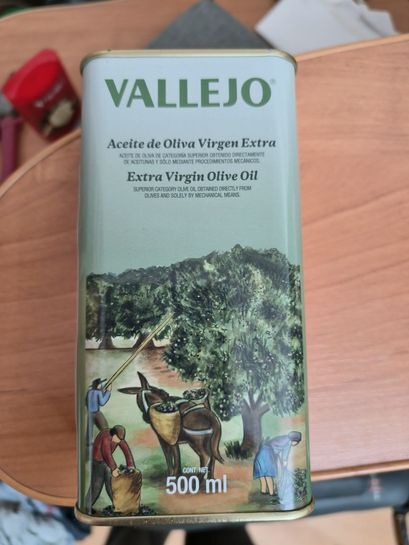 VALLEJO®
Aceite de Oliva Virgen Extra
ACEITE DE OLIVA DE CATEGORÍA SUPERIOR OBTENIDO DIRECTAMENTE
DE ACEITUNAS Y SÓLO MEDIANTE PROCEDIMIENTOS MECÁNICOS.
Extra Virgin Olive Oil
SUPERIOR CATEGORY OLIVE OIL OBTAINED DIRECTLY FROM
OLIVES AND SOLELY BY MECHANICAL MEANS.
CONT. NET.
500 ml